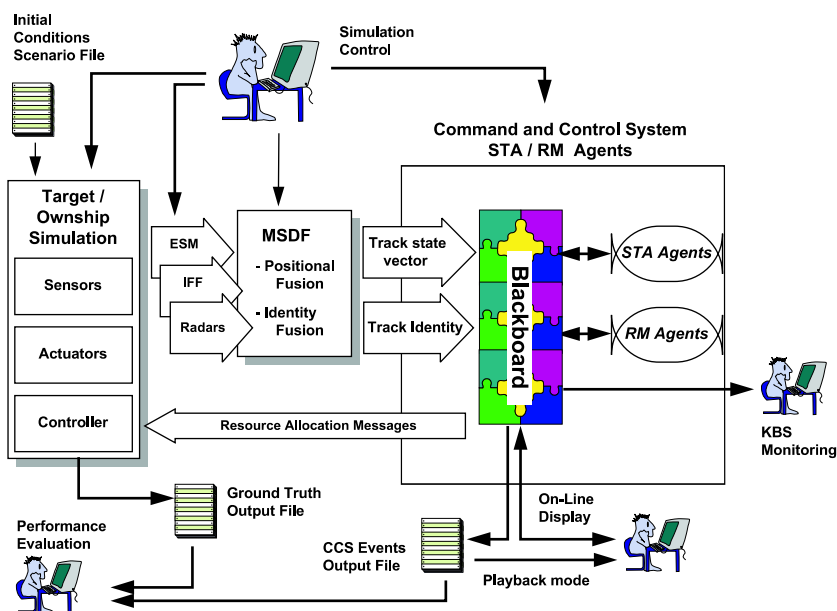 Initial
Conditions
Scenario File
Simulation
Control
Command and Control System
STA / RM Agents
Target /
Ownship
Simulation
Sensors
Actuators
Controller
ESM
IFF
Radars
MSDF
- Positional
Fusion
- Identity
Fusion
Track state
vector
Track Identity
Blackboard
STA Agents
RM Agents
Resource Allocation Messages
KBS
Monitoring
Ground Truth
Output File
Performance
Evaluation
CCS Events
Output File
On-Line
Display
Playback mode